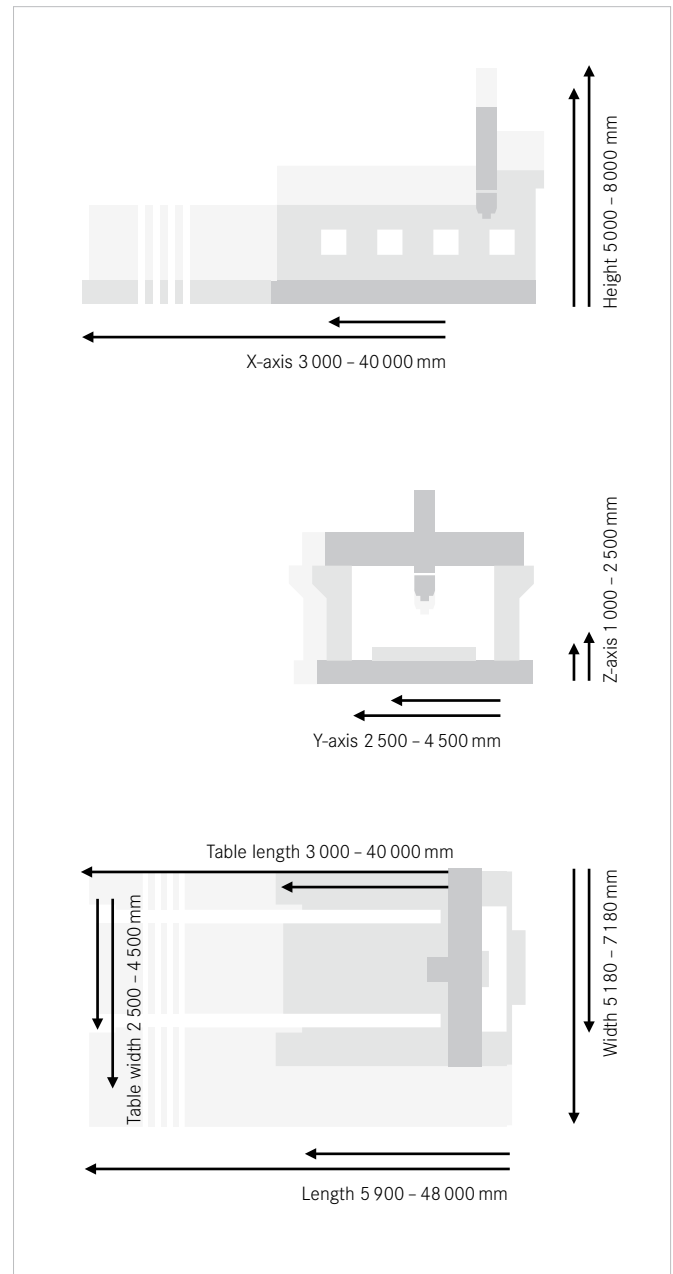 Height 5 000 – 8 000 mm
X-axis 3 000 – 40 000 mm
Z-axis 1 000 – 2 500 mm
Y-axis 2 500 – 4 500 mm
Table length 3 000 – 40 000 mm
Table width 2 500 – 4 500 mm
Width 5 180 – 7 180 mm
Length 5 900 – 48 000 mm